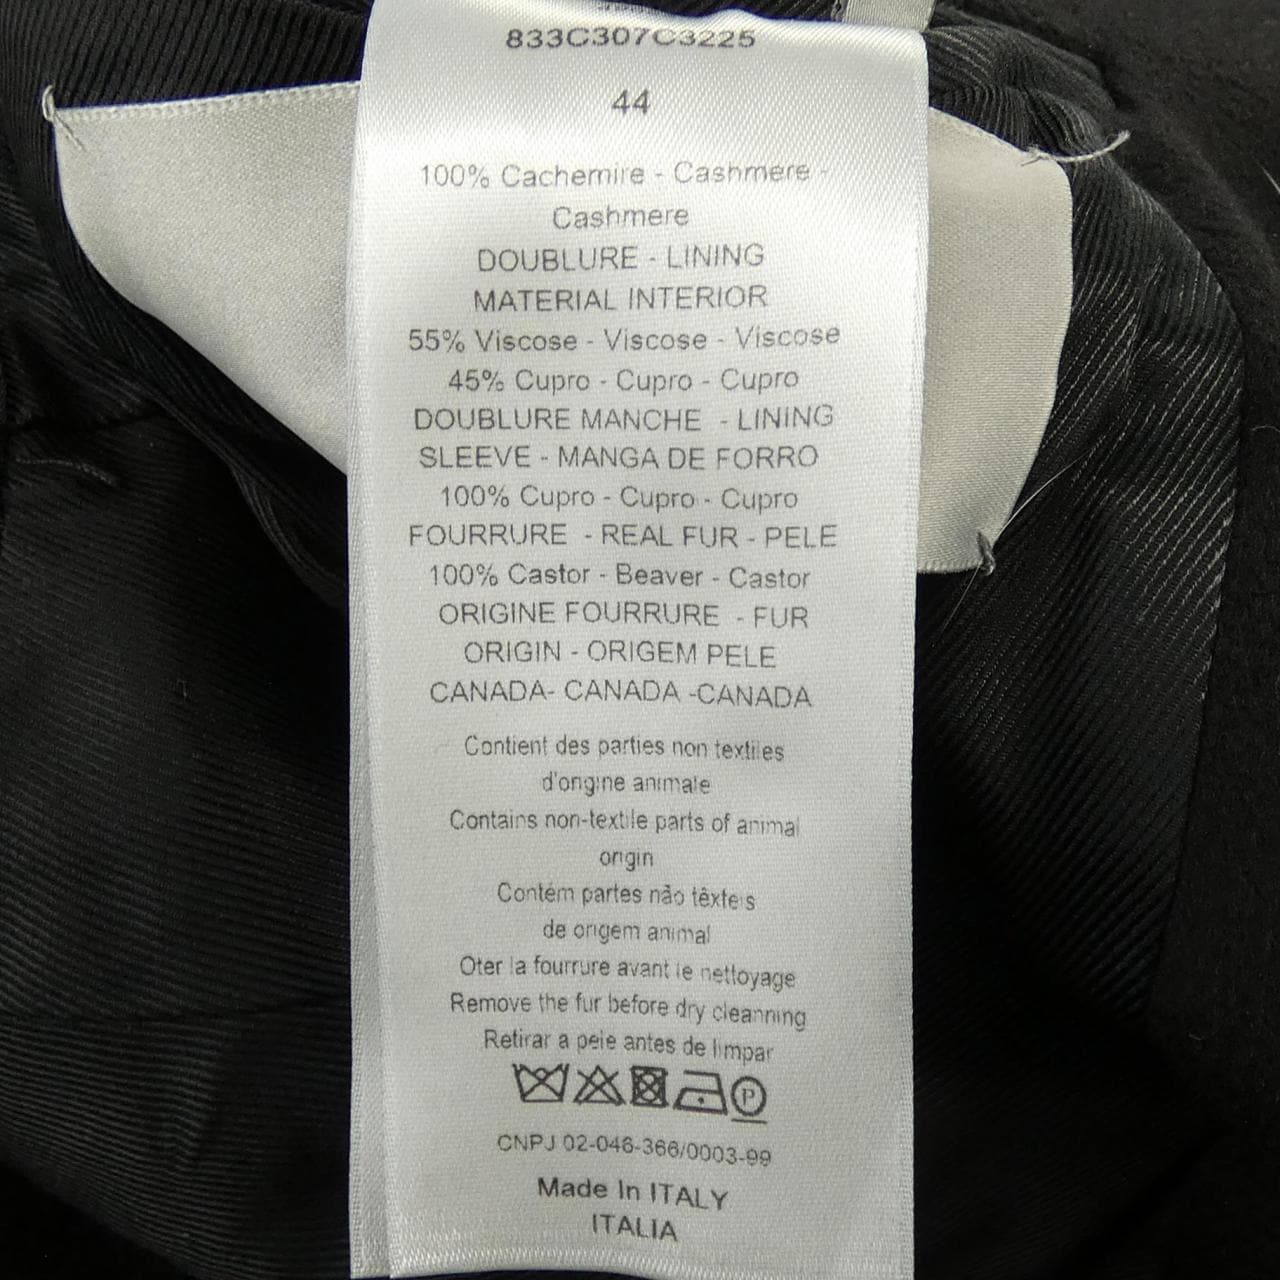 833C307C3225
44
100% Cachemire - Cashmere -
Cashmere
DOUBLURE - LINING
MATERIAL INTERIOR
55% Viscose - Viscose - Viscose
45% Cupro - Cupro - Cupro
DOUBLURE MANCHE - LINING
SLEEVE - MANGA DE FORRO
100% Cupro - Cupro - Cupro
FOURRURE - REAL FUR - PELE
100% Castor - Beaver - Castor
ORIGINE FOURRURE - FUR
ORIGIN - ORIGEM PELE
CANADA- CANADA -CANADA
Contient des parties non textiles
d'origine animale
Contains non-textile parts of animal
origin
Contém partes não têxteis
de origem animal
Oter la fourrure avant le nettoyage
Remove the fur before dry cleanning
Retirar a pele antes de limpar
P
CNPJ 02-046-366/0003-99
Made In ITALY
ITALIA